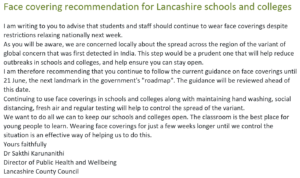 Face covering recommendation for Lancashire schools and colleges
I am writing to you to advise that students and staff should continue to wear face coverings despite
restrictions relaxing nationally next week.
As you will be aware, we are concerned locally about the spread across the region of the variant of
global concern that was first detected in India. This step would be a prudent one that will help reduce
outbreaks in schools and colleges, and help ensure you can stay open.
I am therefore recommending that you continue to follow the current guidance on face coverings until
21 June, the next landmark in the government's "roadmap". The guidance will be reviewed ahead of
this date.
Continuing to use face coverings in schools and colleges along with maintaining hand washing, social
distancing, fresh air and regular testing will help to control the spread of the variant.
We want to do all we can to keep our schools and colleges open. The classroom is the best place for
young people to learn. Wearing face coverings for just a few weeks longer until we control the
situation is an effective way of helping us to do this.
Yours faithfully
Dr Sakthi Karunanithi
Director of Public Health and Wellbeing
Lancashire County Council